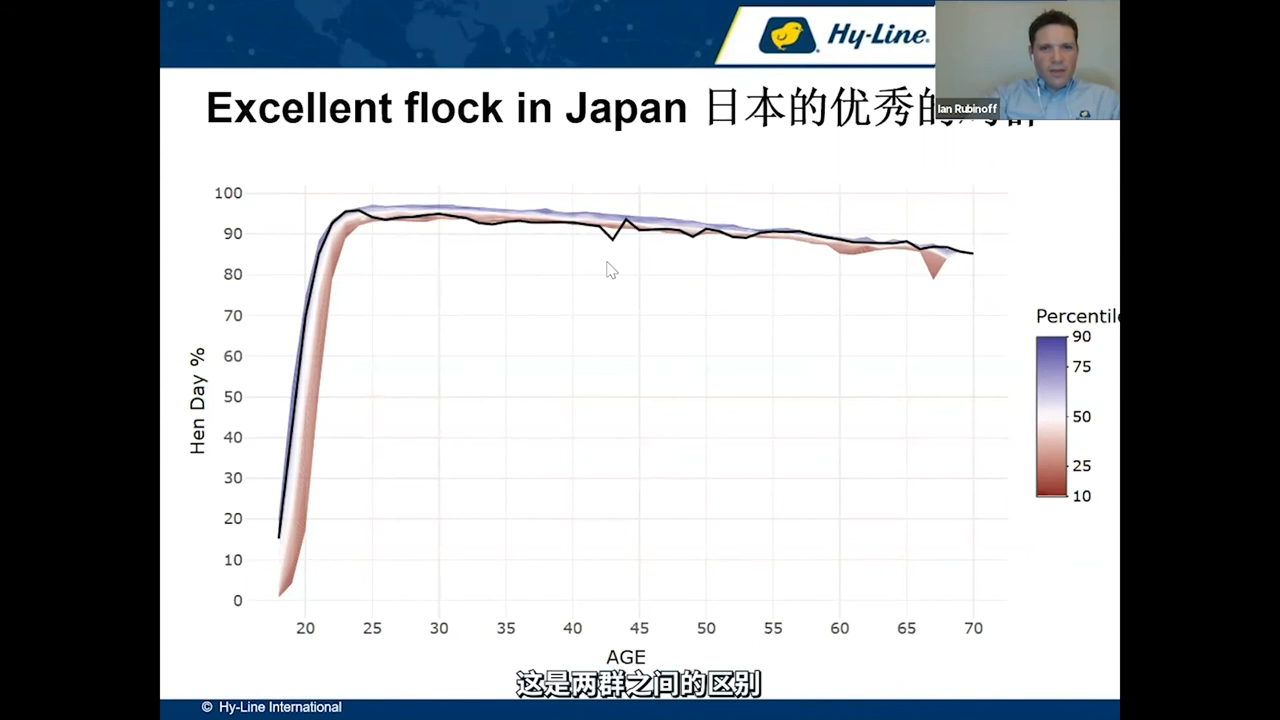 Hy-Line.
Ian Rubinoff
Excellent flock in Japan 日本的优秀的
100
90
80
70
60
50
40
30
20
10
0
Hen Day %
20 25 30 35 40 45 50 55 60 65 70
AGE
Percentile
90
75
50
25
10
这是两群之间的区别
© Hy-Line International